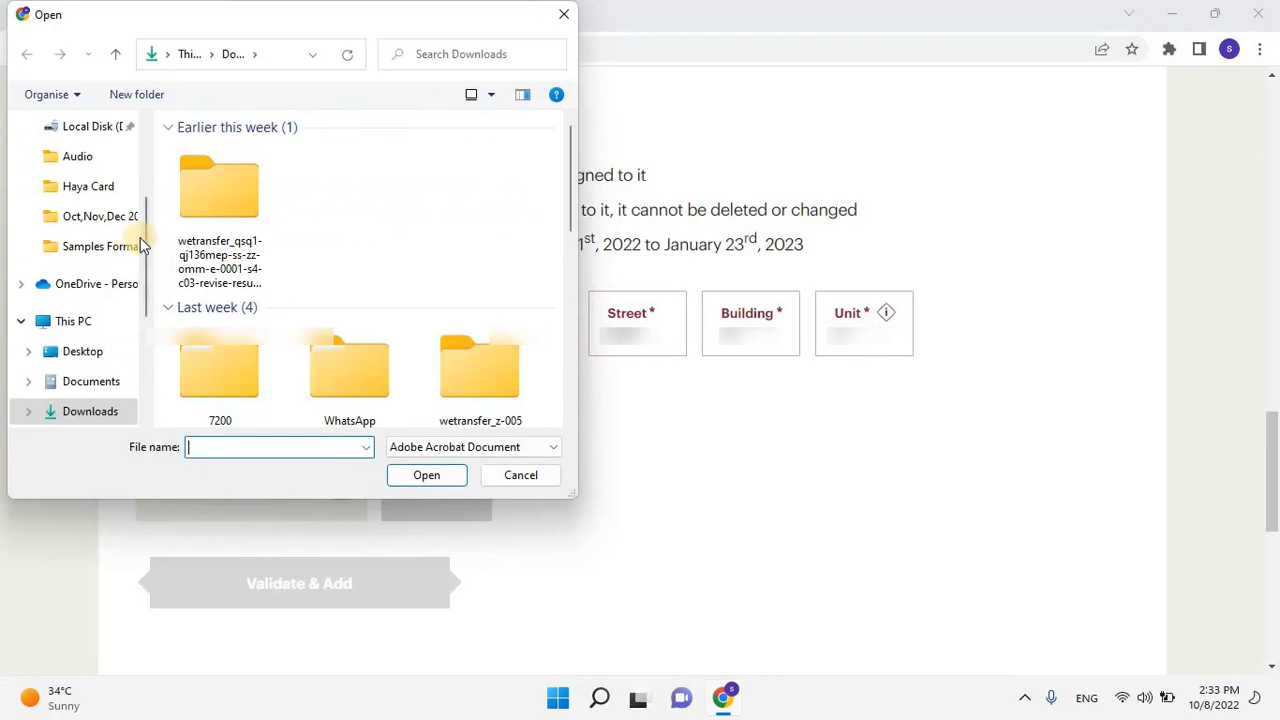 Open
Thi...
Do...
Search Downloads
Organise
New folder
Local Disk (D
Audio
Haya Card
Oct,Nov,Dec 20
Samples Forma
OneDrive - Perso
This PC
Desktop
Documents
Downloads
Earlier this week (1)
wetransfer_qsq1-
qj136mep-ss-zz-
omm-e-0001-s4-
c03-revise-resu...
Last week (4)
7200
WhatsApp
wetransfer_z-005
File name:
Adobe Acrobat Document
Open
Cancel
S
gned to it
to it, it cannot be deleted or changed
1st, 2022 to January 23rd, 2023
Street *
Building *
Unit *
Validate & Add
34°C
Sunny
ENG
2:33 PM
10/8/2022